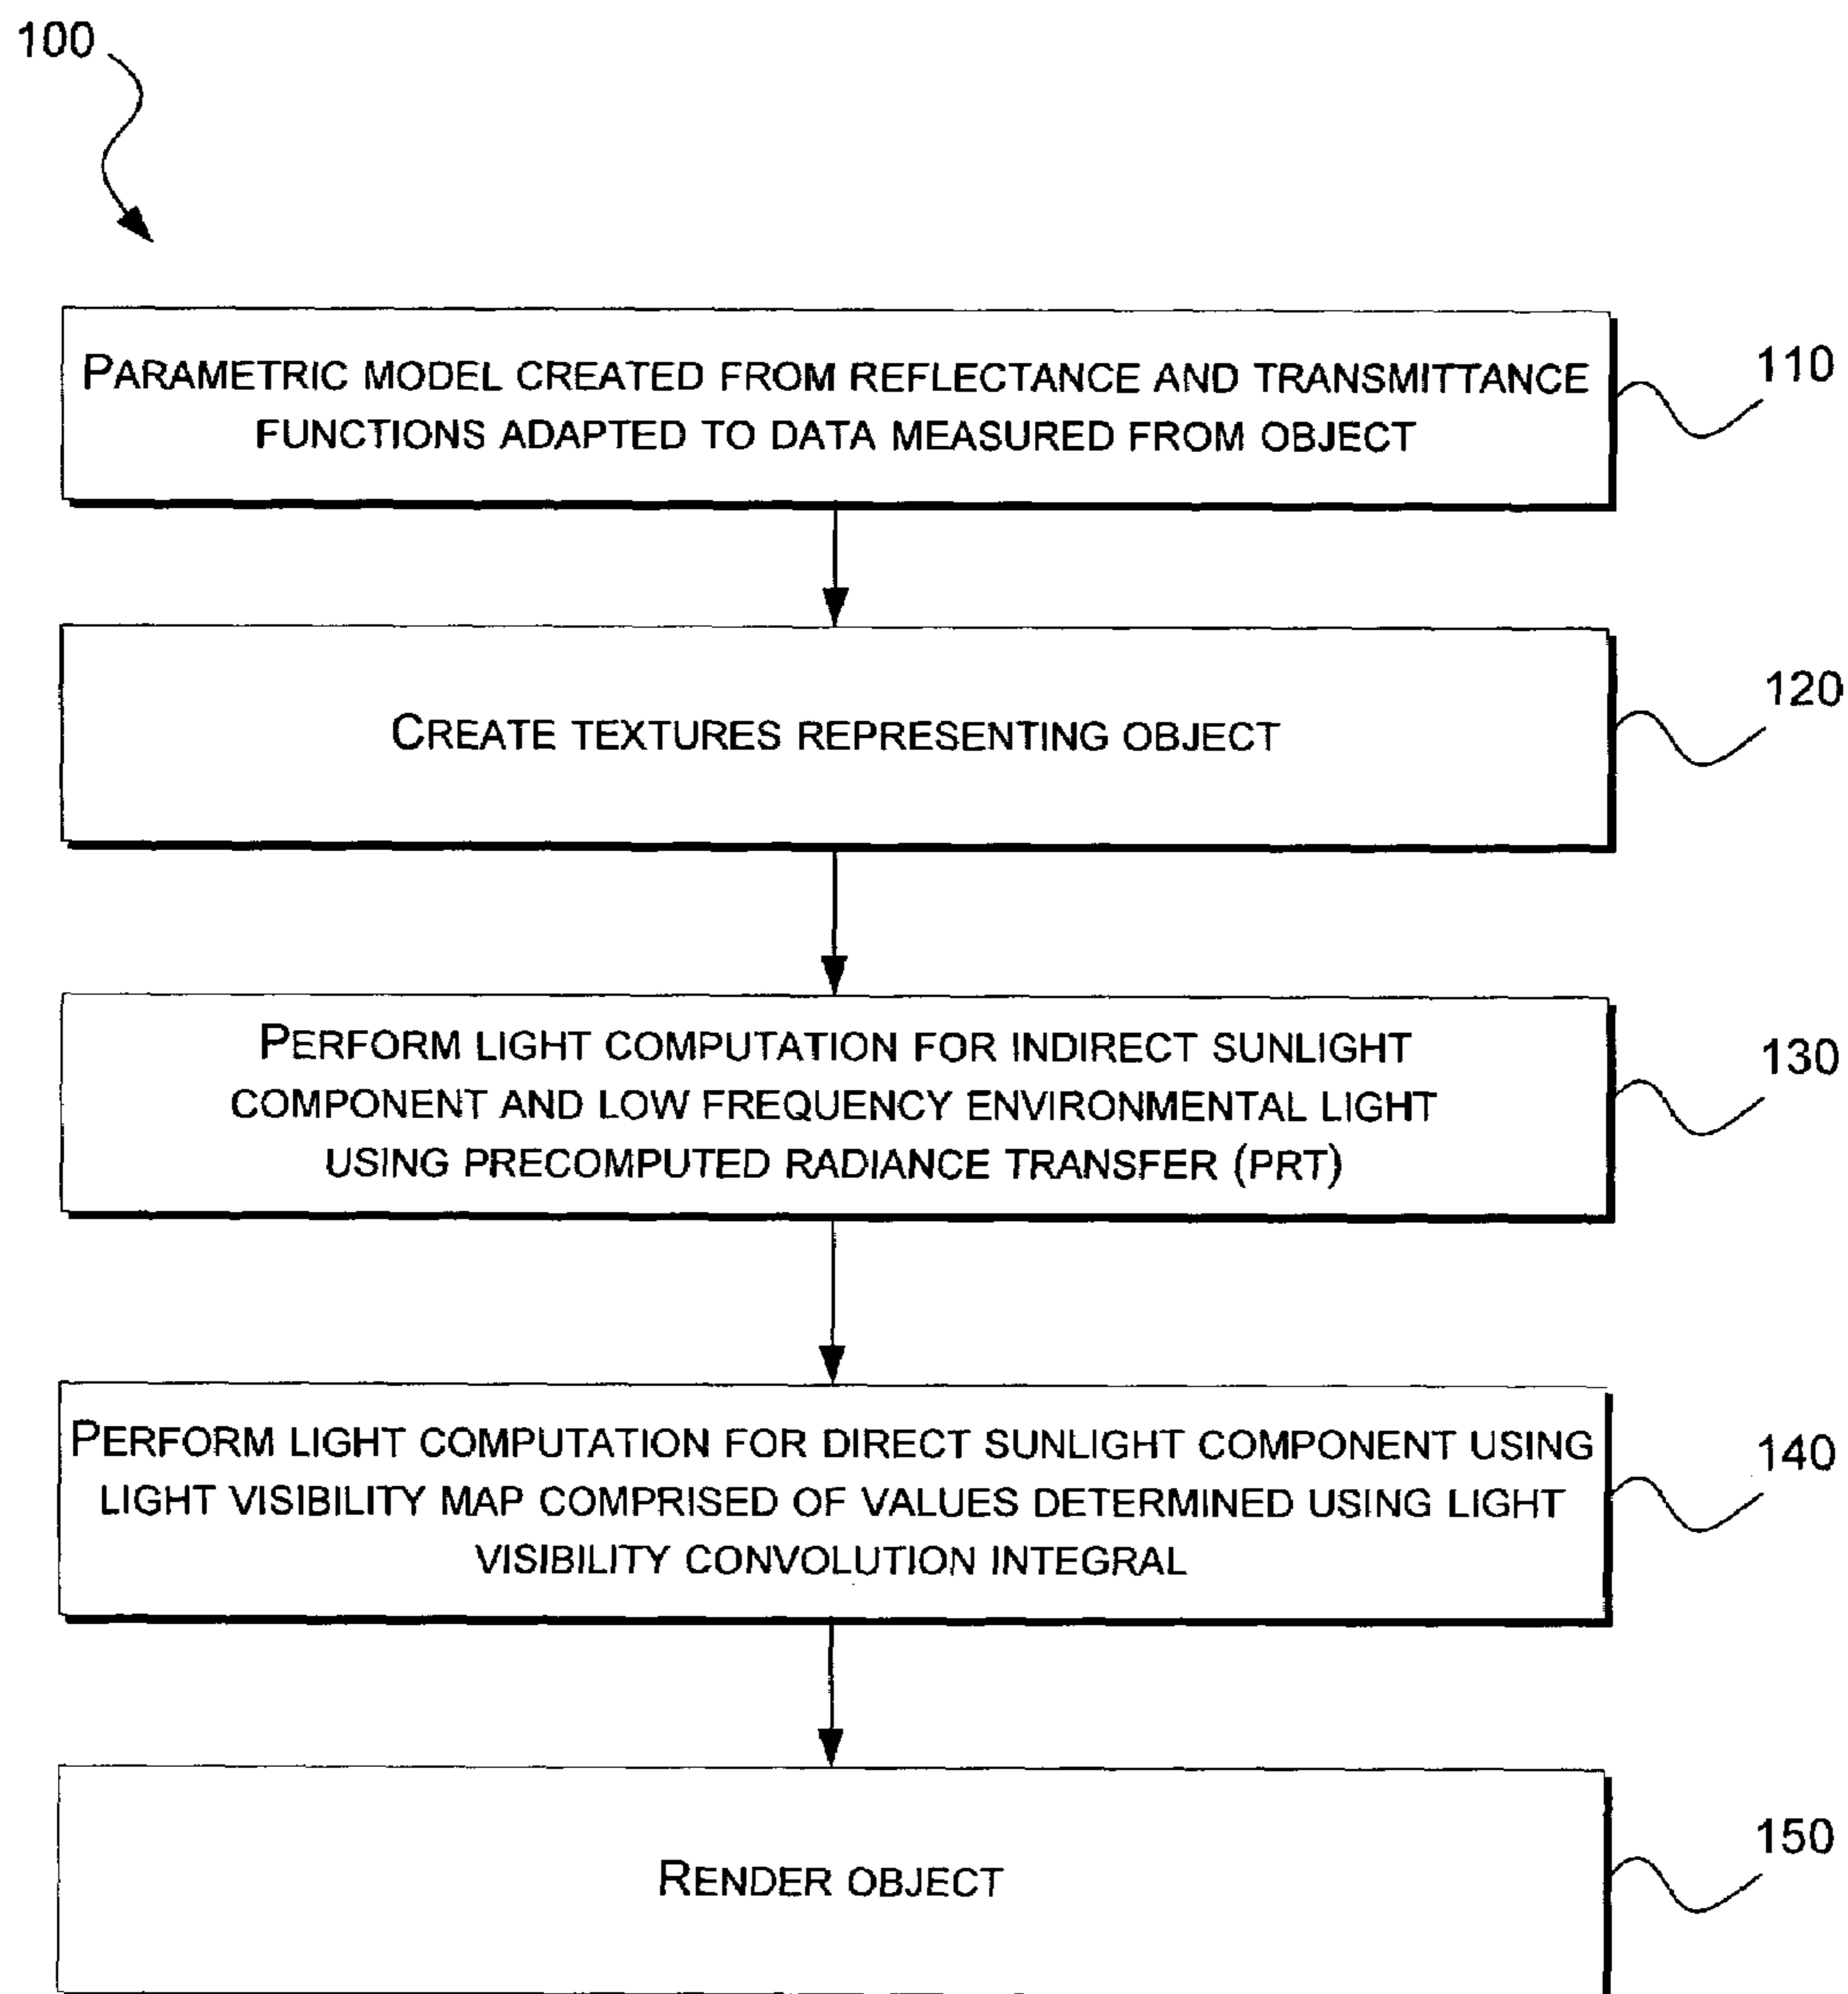 100
PARAMETRIC MODEL CREATED FROM REFLECTANCE AND TRANSMITTANCE
FUNCTIONS ADAPTED TO DATA MEASURED FROM OBJECT
110
CREATE TEXTURES REPRESENTING OBJECT
120
PERFORM LIGHT COMPUTATION FOR INDIRECT SUNLIGHT
COMPONENT AND LOW FREQUENCY ENVIRONMENTAL LIGHT
USING PRECOMPUTED RADIANCE TRANSFER (PRT)
130
PERFORM LIGHT COMPUTATION FOR DIRECT SUNLIGHT COMPONENT USING
LIGHT VISIBILITY MAP COMPRISED OF VALUES DETERMINED USING LIGHT
VISIBILITY CONVOLUTION INTEGRAL
140
RENDER OBJECT
150